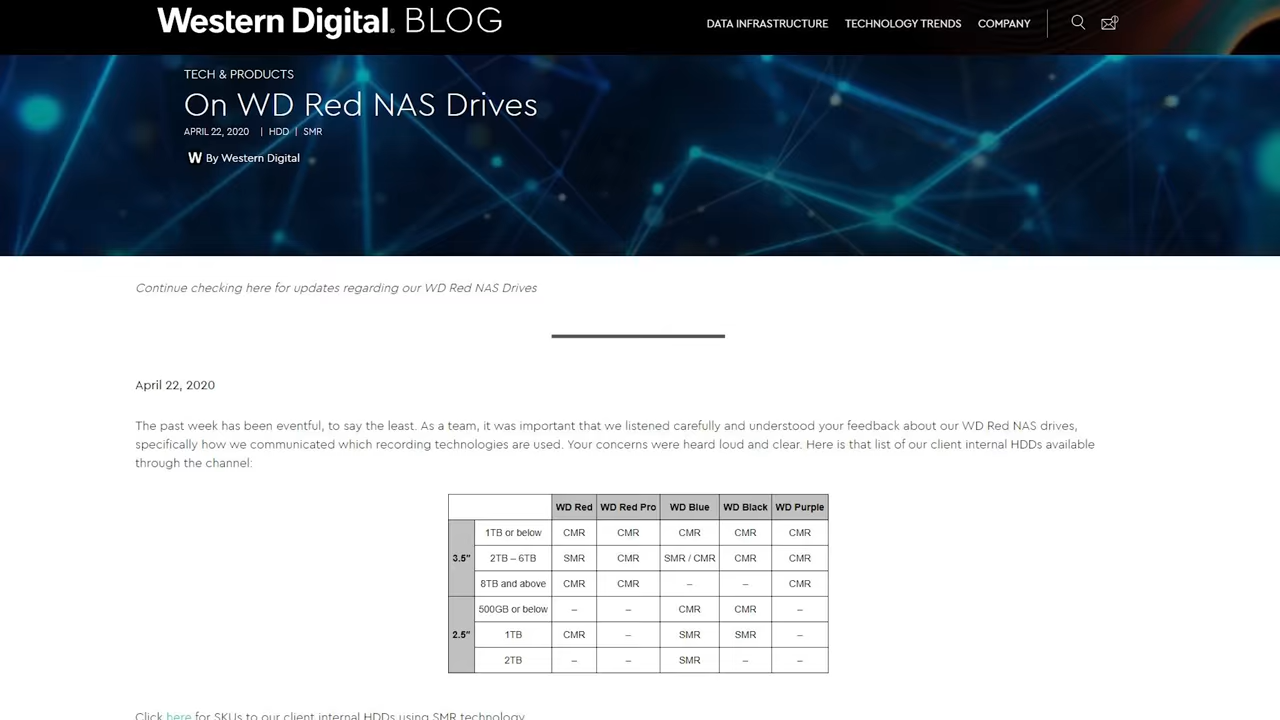 Western Digital. BLOG
DATA INFRASTRUCTURE TECHNOLOGY TRENDS COMPANY
TECH & PRODUCTS
On WD Red NAS Drives
APRIL 22, 2020 | HDD | SMR
W By Western Digital
Continue checking here for updates regarding our WD Red NAS Drives
April 22, 2020
The past week has been eventful, to say the least. As a team, it was important that we listened carefully and understood your feedback about our WD Red NAS drives,
specifically how we communicated which recording technologies are used. Your concerns were heard loud and clear. Here is that list of our client internal HDDs available
through the channel:
WD Red WD Red Pro WD Blue WD Black WD Purple
3.5" 1TB or below CMR CMR CMR CMR CMR
2TB – 6TB SMR CMR SMR / CMR CMR CMR
8TB and above CMR CMR – – CMR
2.5" 500GB or below – – CMR CMR –
1TB CMR – SMR SMR –
2TB – – SMR – –
Click here for SKUs to our client internal HDDs using SMR technology.